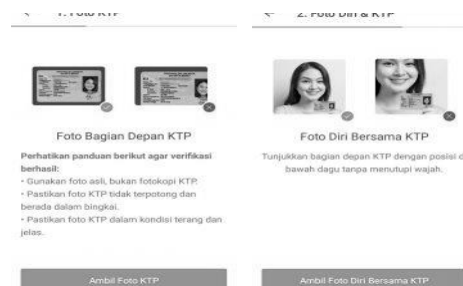 1. Foto KTP
Foto Bagian Depan KTP
Perhatikan panduan berikut agar verifikasi
berhasil:
• Gunakan foto asli, bukan fotokopi KTP.
• Pastikan foto KTP tidak terpotong dan
berada dalam bingkai.
• Pastikan foto KTP dalam kondisi terang dan
jelas.
Ambil Foto KTP
2. Foto Diri & KTP
Foto Diri Bersama KTP
Tunjukkan bagian depan KTP dengan posisi d
bawah dagu tanpa menutupi wajah.
Ambil Foto Diri Bersama KTP